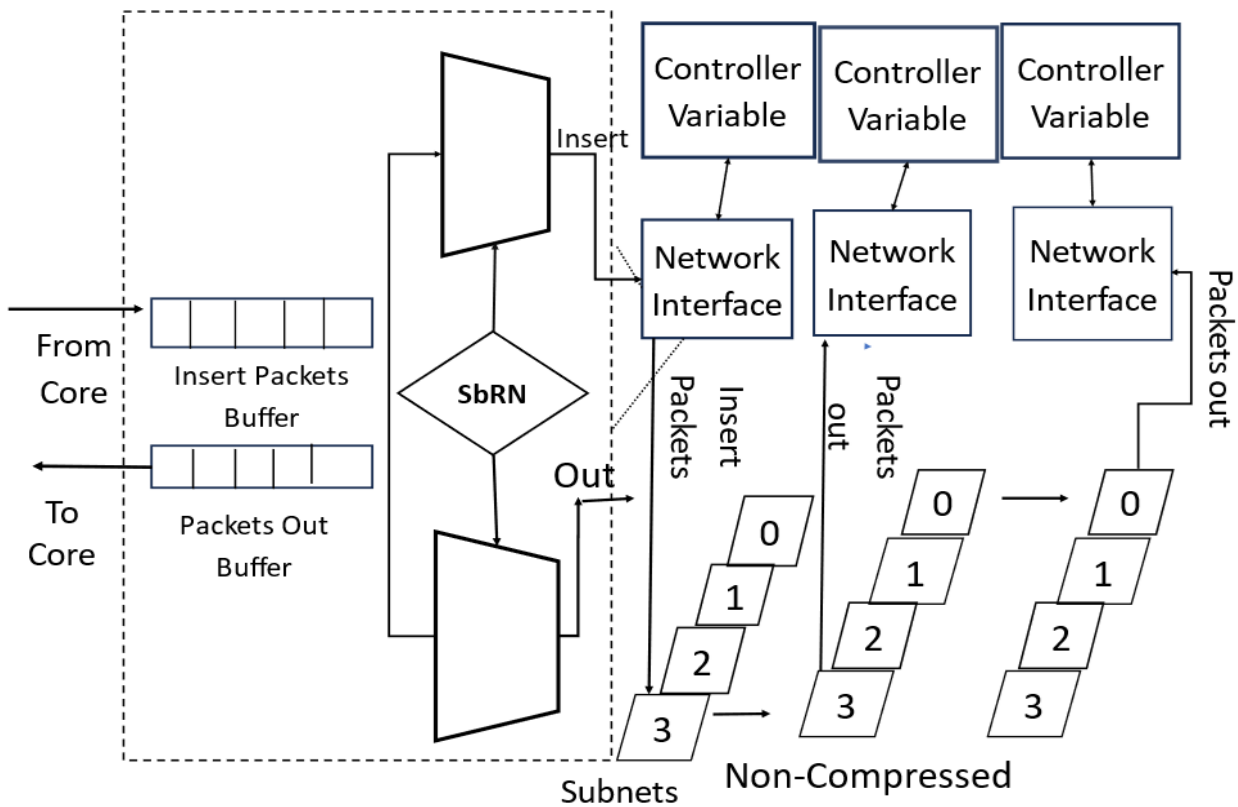 Controller
Variable
Controller
Variable
Controller
Variable
Insert
Network
Interface
Network
Interface
Network
Interface
From
Core
Insert Packets
Buffer
SbRN
Insert
Packets
Packets
out
Packets out
To
Core
Packets Out
Buffer
Out
0
1
2
3
0
1
2
3
0
1
2
3
Subnets
Non-Compressed